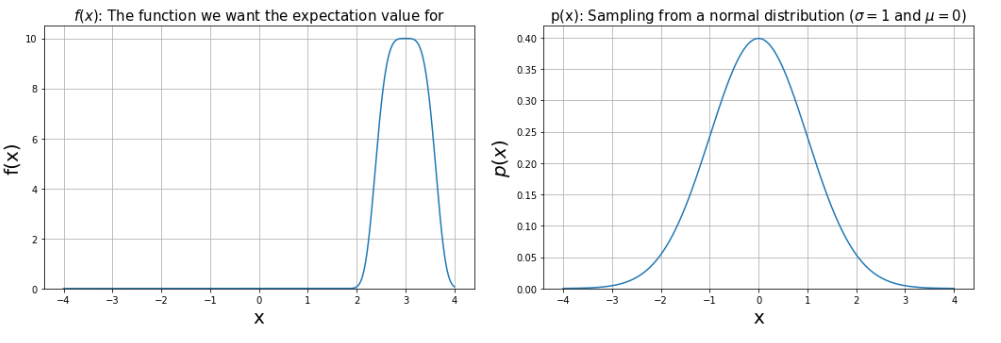 f(x): The function we want the expectation value for
f(x)
10
8
6
4
2
0
−4 −3 −2 −1 0 1 2 3 4
x
p(x): Sampling from a normal distribution (σ = 1 and μ = 0)
p(x)
0.40
0.35
0.30
0.25
0.20
0.15
0.10
0.05
0.00
−4 −3 −2 −1 0 1 2 3 4
x